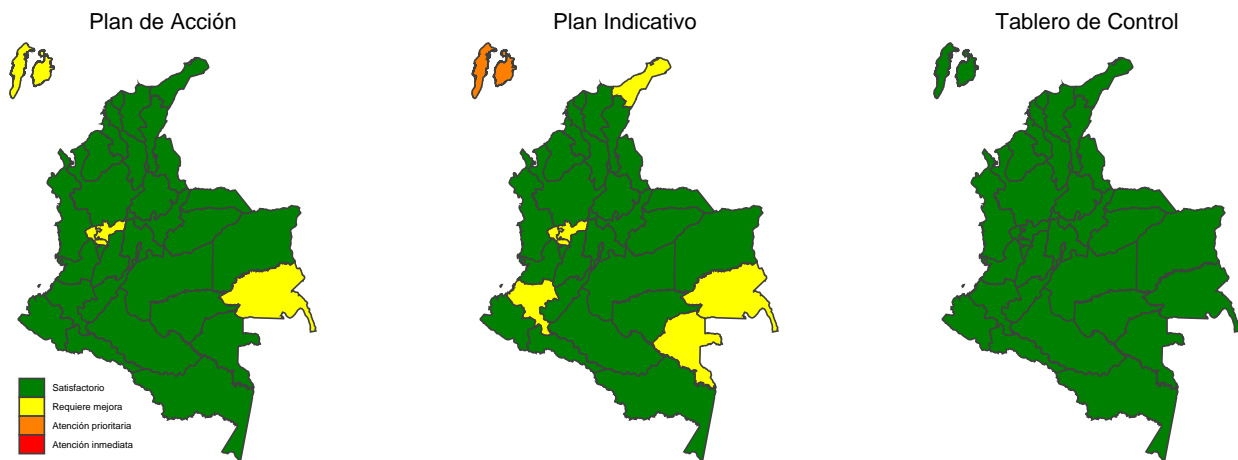 Plan de Acción
Plan Indicativo
Tablero de Control
Satisfactorio
Requiere mejora
Atención prioritaria
Atención inmediata